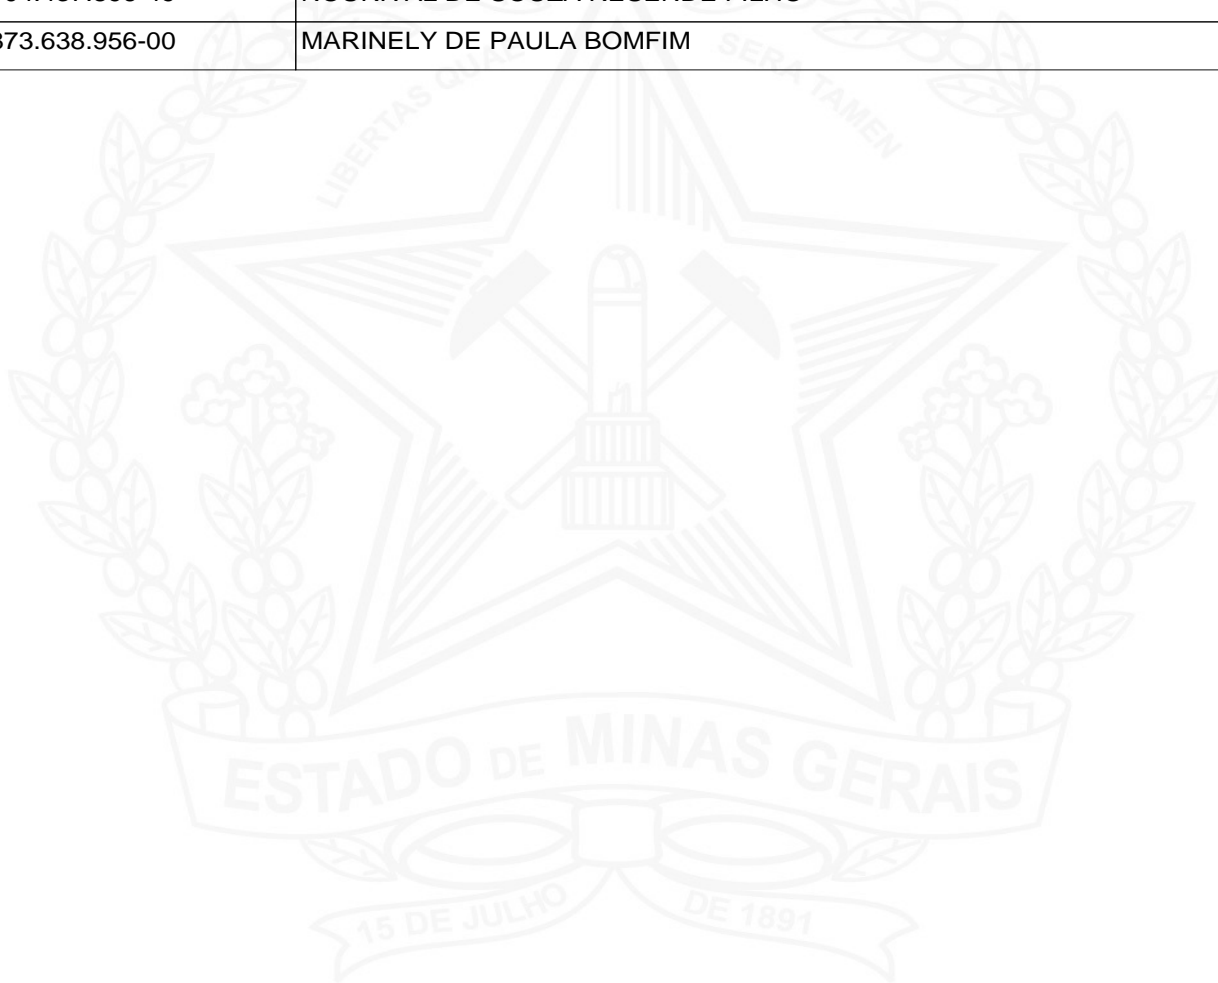 873.638.956-00 MARINELY DE PAULA BOMFIM
LIBERTAS QUAE SERA TAMEN
ESTADO DE MINAS GERAIS
15 DE JULHO DE 1891